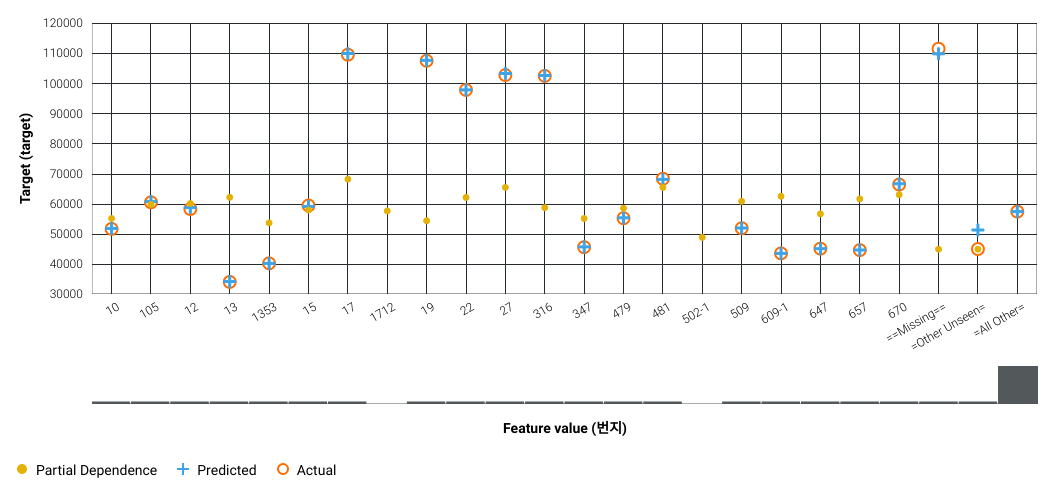 120000
110000
100000
90000
80000
70000
60000
50000
40000
30000
Target (target)
10 105 12 13 1353 15 17 1712 19 22 27 316 347 479 481 502-1 509 609-1 647 657 670 ==Missing== =Other Unseen= =All Other=
Feature value (번지)
Partial Dependence Predicted Actual